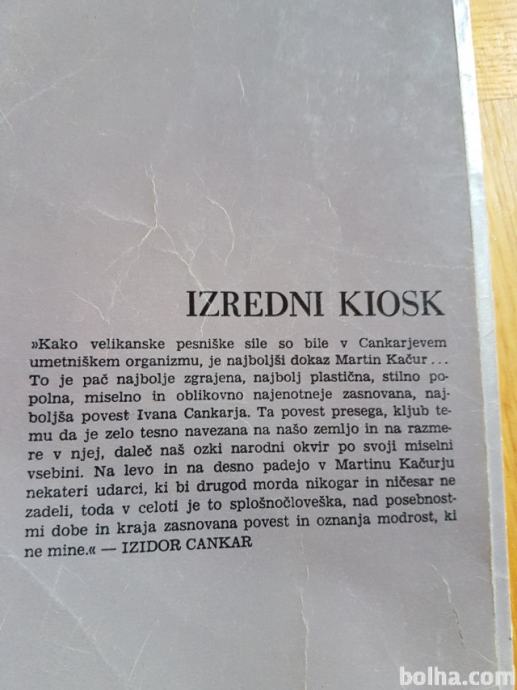 IZREDNI KIOSK
»Kako velikanske pesniške sile so bile v Cankarjevem
umetniškem organizmu, je najboljši dokaz Martin Kačur...
To je pač najbolje zgrajena, najbolj plastična, stilno po-
polna, miselno in oblikovno najenotneje zasnovana, naj-
boljša povest Ivana Cankarja. Ta povest presega, kljub te-
mu da je zelo tesno navezana na našo zemljo in na razme-
re v njej, daleč naš ozki narodni okvir po svoji miselni
vsebini. Na levo in na desno padejo v Martinu Kačurju
nekateri udarci, ki bi drugod morda nikogar in ničesar ne
zadeli, toda v celoti je to splošnočloveška, nad posebnost-
mi dobe in kraja zasnovana povest in oznanja modrost, ki
ne mine.« — IZIDOR CANKAR
bolha.com